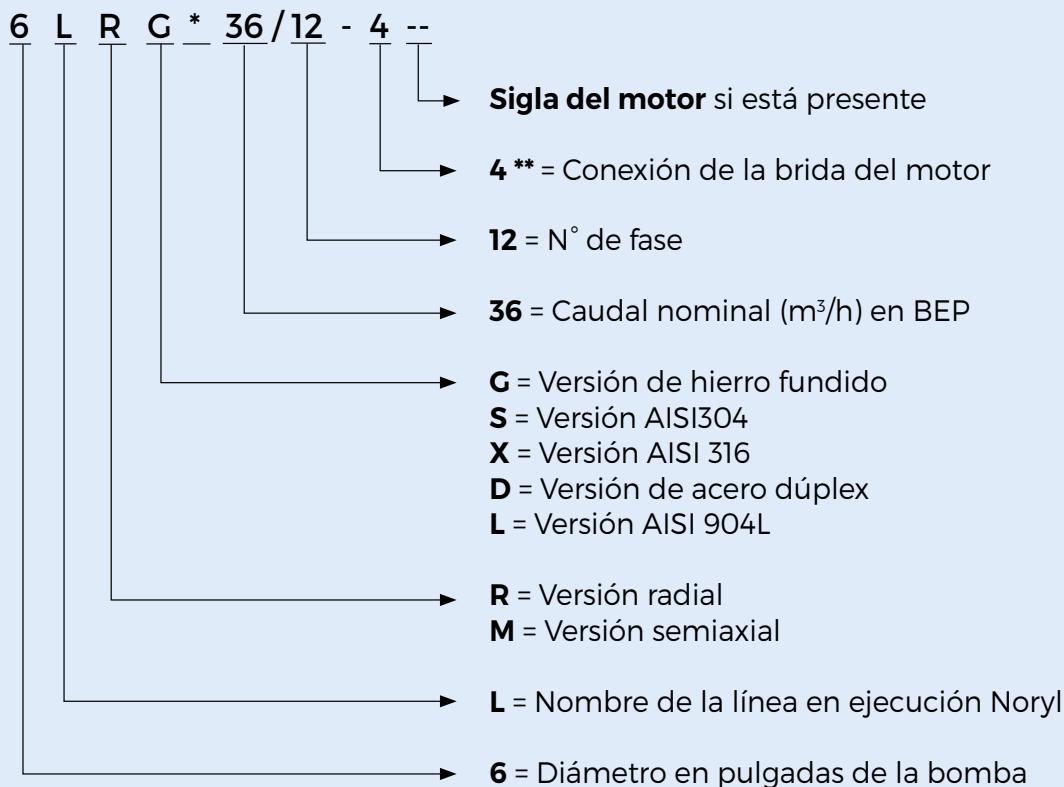 6 L R G * 36 / 12 - 4 --
Sigla del motor si está presente
4 ** = Conexión de la brida del motor
12 = N° de fase
36 = Caudal nominal (m³/h) en BEP
G = Versión de hierro fundido
S = Versión AISI304
X = Versión AISI 316
D = Versión de acero dúplex
L = Versión AISI 904L
R = Versión radial
M = Versión semiaxial
L = Nombre de la línea en ejecución Noryl
6 = Diámetro en pulgadas de la bomba